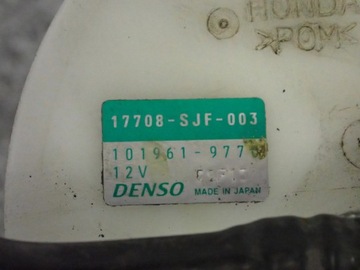 HONDA
>POM<
17708-SJF-003
101961-977
12V
DENSO MADE IN JAPAN